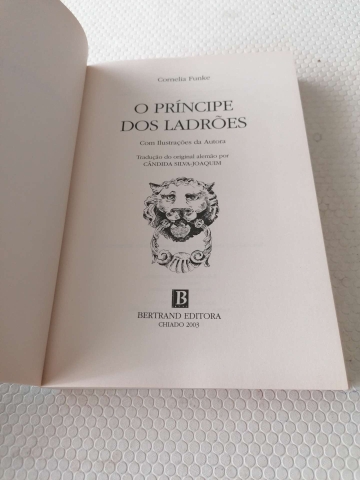 Cornelia Funke
O PRÍNCIPE
DOS LADRÕES
Com Ilustrações da Autora
Tradução do original alemão por
CÂNDIDA SILVA-JOAQUIM
B
BERTRAND EDITORA
CHIADO 2003